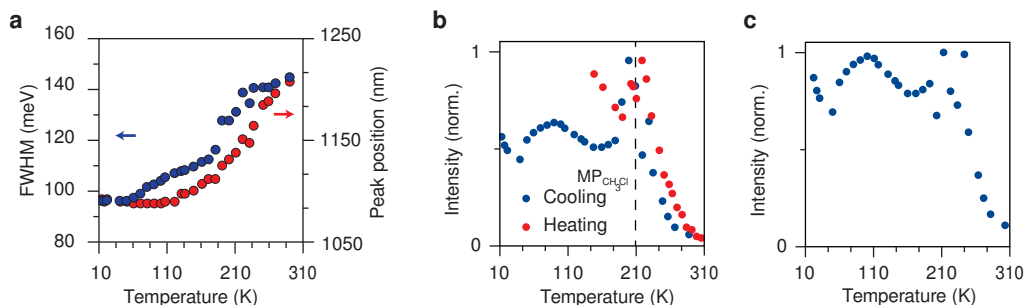 a
160
140
120
100
80
FWHM (meV)
10
110
210
310
Temperature (K)
1250
1150
1050
Peak position (nm)
b
1
0
Intensity (norm.)
MP CH3Cl
Cooling
Heating
10
110
210
310
Temperature (K)
c
1
0
Intensity (norm.)
10
110
210
310
Temperature (K)